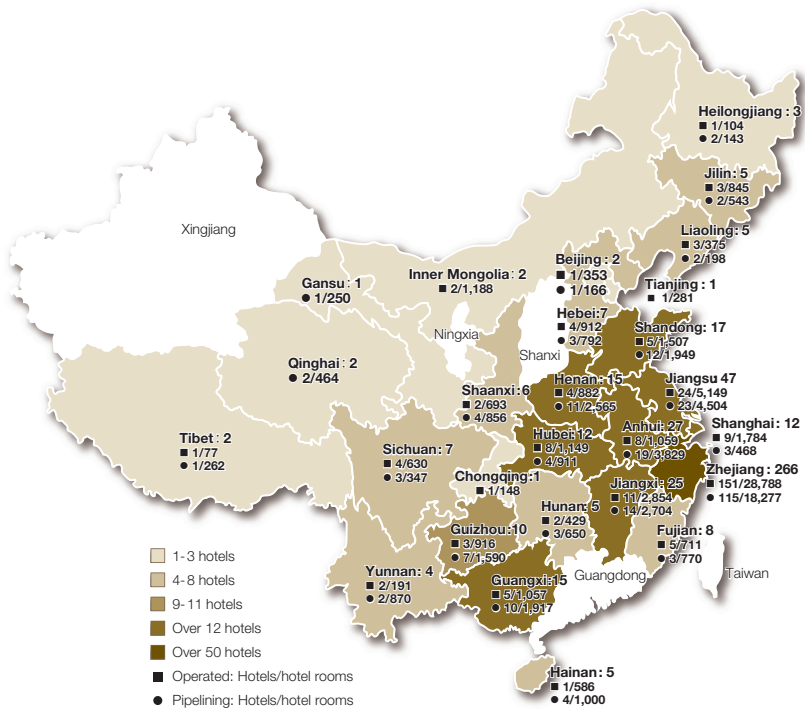 Heilongjiang : 3
■ 1/104
● 2/143
Jilin: 5
■ 3/845
● 2/543
Liaoling: 5
■ 3/375
● 2/198
Xingjiang
Beijing : 2
■ 1/353
● 1/166
Inner Mongolia: 2
■ 2/1,188
Gansu: 1
● 1/250
Tianjing : 1
■ 1/281
Hebei:7
■ 4/912
● 3/792
Ningxia
Shanxi
Shandong: 17
■ 5/1,507
● 12/1,949
Qinghai: 2
● 2/464
Shaanxi:6
■ 2/693
● 4/856
Henan: 15
■ 4/882
● 11/2,565
Jiangsu 47
■ 24/5,149
● 23/4,504
Tibet: 2
■ 1/77
● 1/262
Sichuan: 7
■ 4/630
● 3/347
Hubei:12
■ 8/1,149
● 4/911
Anhui: 27
■ 8/1,059
● 19/3,829
Shanghai: 12
■ 9/1,784
● 3/468
Chongqing:1
■ 1/148
Zhejiang: 266
■ 151/28,788
● 115/18,277
Jiangxi: 25
■ 11/2,854
● 14/2,704
Hunan: 5
■ 2/429
● 3/650
Guizhou:10
■ 3/916
● 7/1,590
Fujian: 8
■ 5/711
● 3/770
Yunnan: 4
■ 2/191
● 2/870
Guangxi:15
■ 5/1,057
● 10/1,917
Guangdong
Taiwan
Hainan: 5
■ 1/586
● 4/1,000
1-3 hotels
4-8 hotels
9-11 hotels
Over 12 hotels
Over 50 hotels
■ Operated: Hotels/hotel rooms
● Pipelining: Hotels/hotel rooms